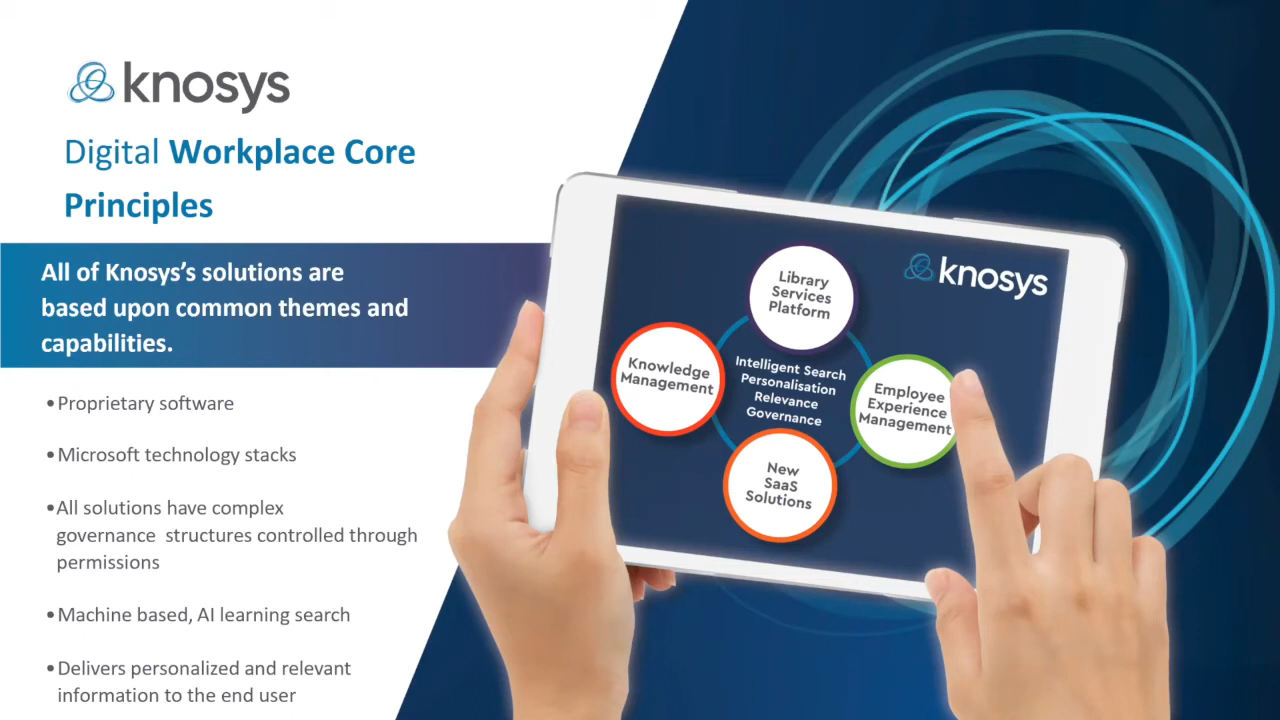 knosys
Digital Workplace Core
Principles
All of Knosys’s solutions are
based upon common themes and
capabilities.
•Proprietary software
•Microsoft technology stacks
•All solutions have complex
governance  structures controlled through
permissions
•Machine based, AI learning search
•Delivers personalized and relevant
information to the end user
knosys
Library
Services
Platform
Knowledge
Management
Intelligent Search
Personalisation
Relevance
Governance
Employee
Experience
Management
New
SaaS
Solutions